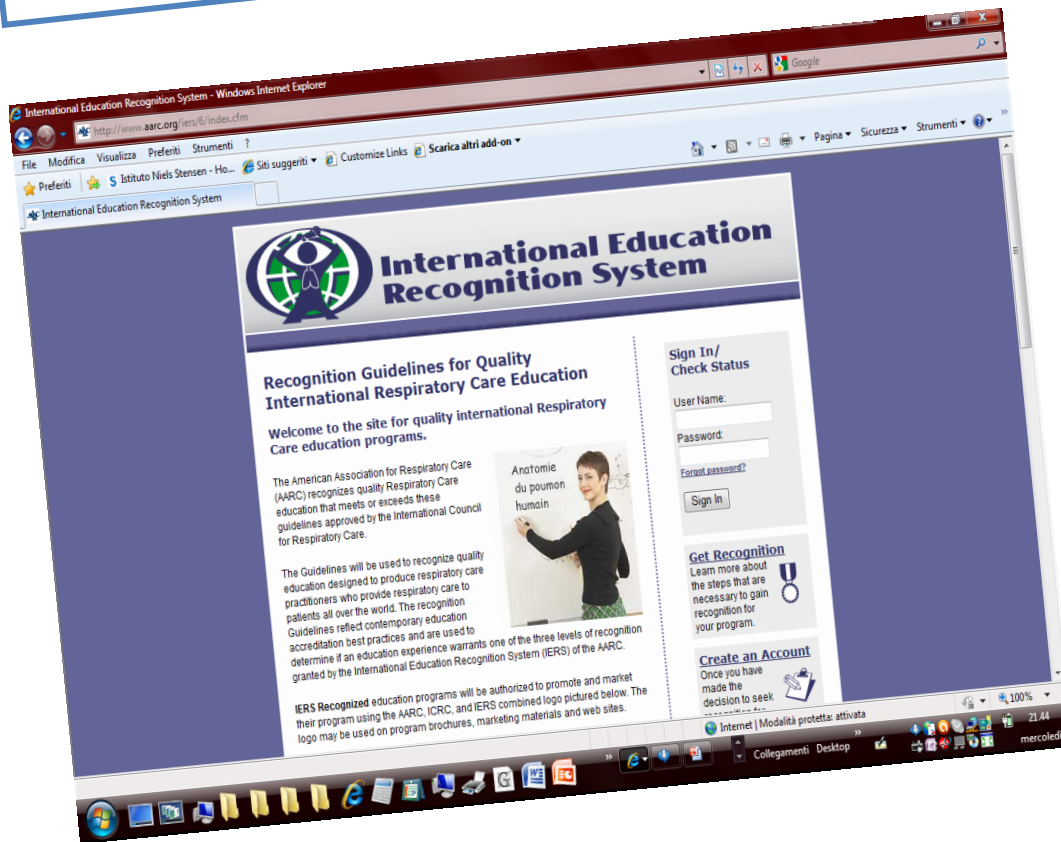 International Education Recognition System - Windows Internet Explorer
http://www.aarc.org/iers/6/index.cfm
Google
File Modifica Visualizza Preferiti Strumenti ?
Preferiti
Istituto Niels Stensen - Ho...
Siti suggeriti
Customize Links
Scarica altri add-on
International Education Recognition System
Pagina Sicurezza Strumenti
International Education
Recognition System
Recognition Guidelines for Quality
International Respiratory Care Education
Welcome to the site for quality international Respiratory
Care education programs.
The American Association for Respiratory Care
(AARC) recognizes quality Respiratory Care
education that meets or exceeds these
guidelines approved by the International Council
for Respiratory Care.
Anatomie
du poumon
humain
The Guidelines will be used to recognize quality
education designed to produce respiratory care
practitioners who provide respiratory care to
patients all over the world. The recognition
Guidelines reflect contemporary education
accreditation best practices and are used to
determine if an education experience warrants one of the three levels of recognition
granted by the International Education Recognition System (IERS) of the AARC.
IERS Recognized education programs will be authorized to promote and market
their program using the AARC, ICRC, and IERS combined logo pictured below. The
logo may be used on program brochures, marketing materials and web sites.
Sign In/
Check Status
User Name:
Password:
Forgot password?
Sign In
Get Recognition
Learn more about
the steps that are
necessary to gain
recognition for
your program.
Create an Account
Once you have
made the
decision to seek
Internet | Modalità protetta: attivata
100%
Collegamenti Desktop
21.44
mercoledì